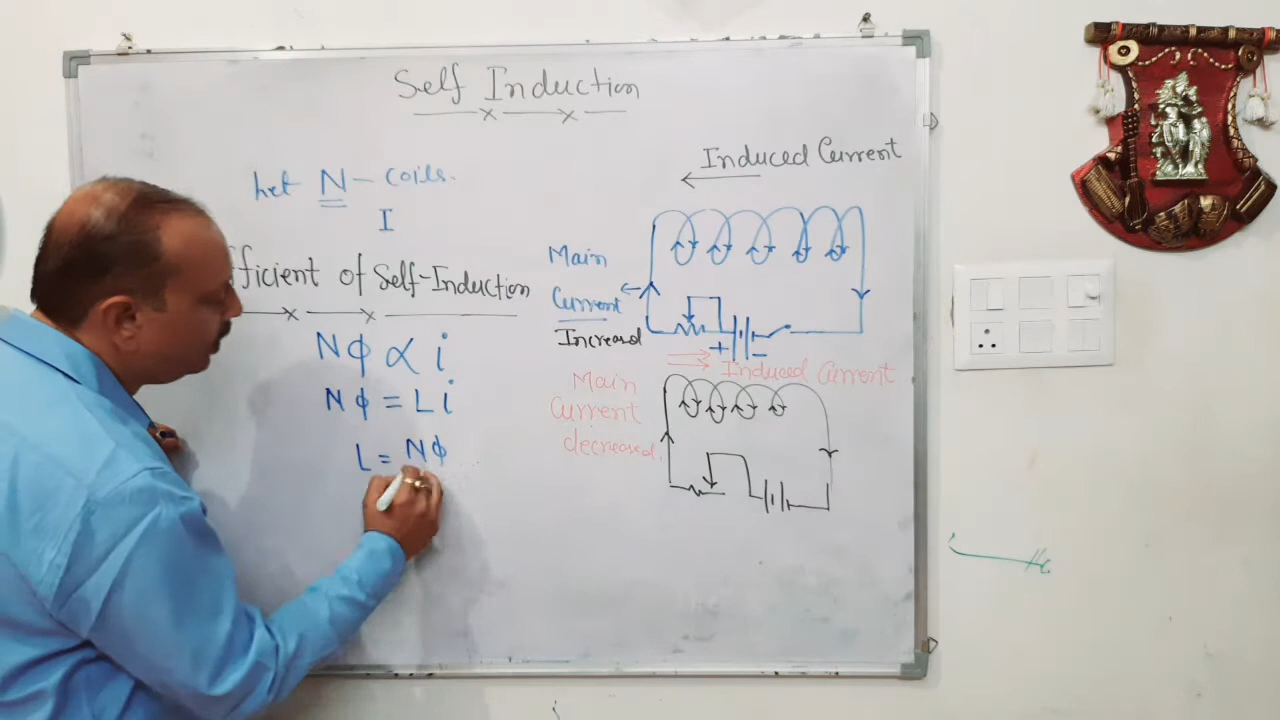 Self Induction
let N - coils.
I
fficient of Self-Induction
Nϕ ∝ i
Nϕ = Li
L = Nϕ
Induced Current
Main
Current
Increased
+ −
Induced Current
Main
Current
decreased.